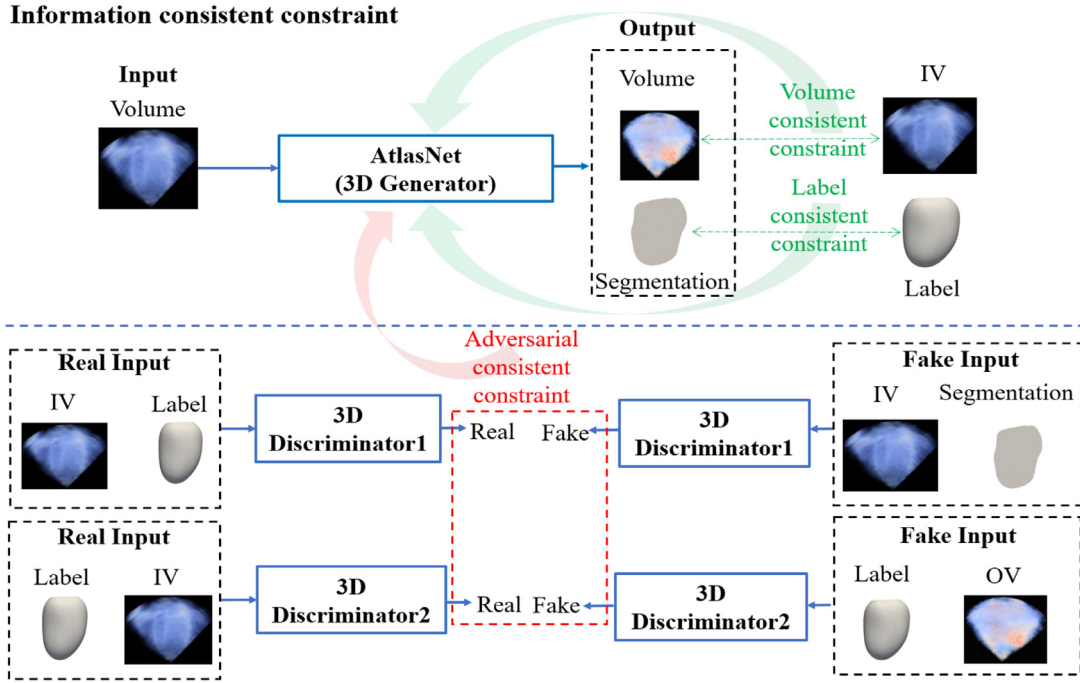 Information consistent constraint
Input
Volume
AtlasNet
(3D Generator)
Output
Volume
Segmentation
Volume
consistent
constraint
Label
consistent
constraint
IV
Label
Adversarial
consistent
constraint
Real Input
IV
Label
3D
Discriminator1
Real Fake
3D
Discriminator1
Fake Input
IV
Segmentation
Real Input
Label
IV
3D
Discriminator2
Real Fake
3D
Discriminator2
Fake Input
Label
OV